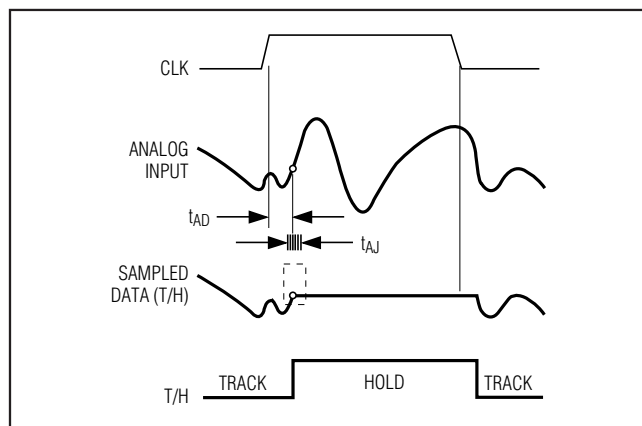 CLK
ANALOG
INPUT
tAD
tAJ
SAMPLED
DATA (T/H)
T/H
TRACK
HOLD
TRACK